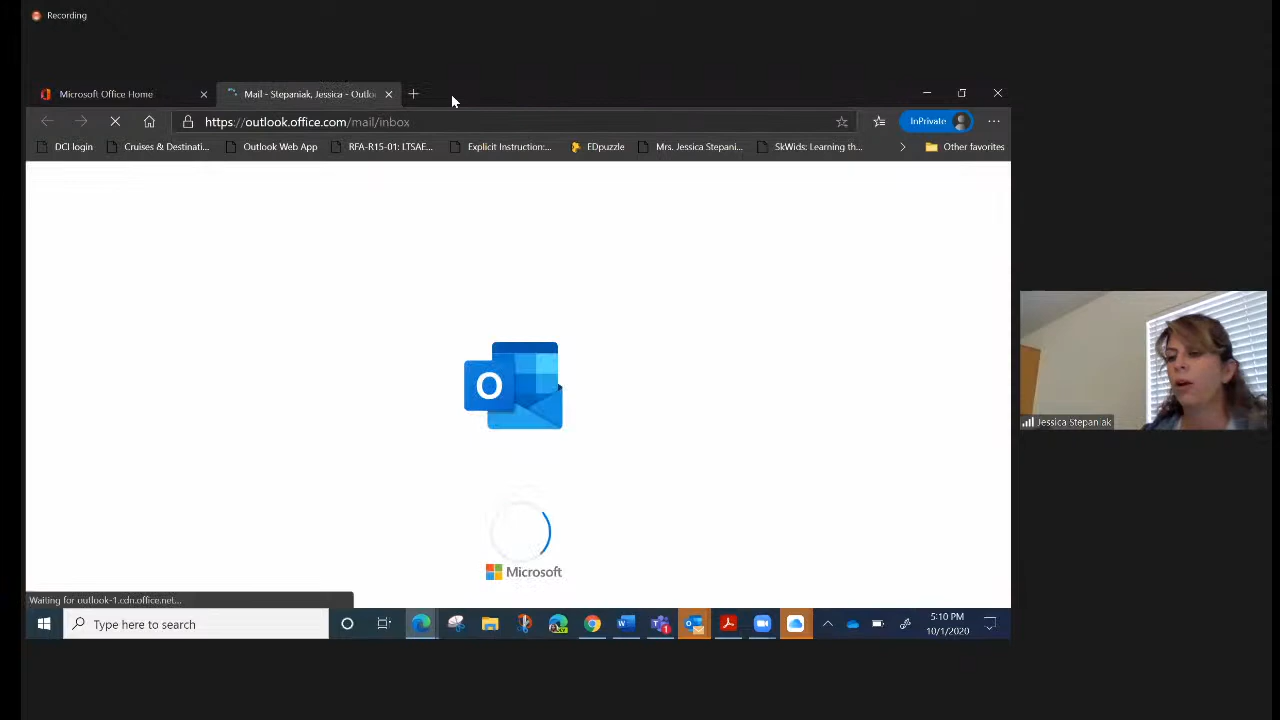 Recording
Microsoft Office Home
Mail - Stepaniak, Jessica - Outlo
https://outlook.office.com/mail/inbox
InPrivate
DCI login
Cruises & Destinati...
Outlook Web App
RFA-R15-01: LTSAE...
Explicit Instruction:...
EDpuzzle
Mrs. Jessica Stepani...
SkWids: Learning th...
Other favorites
O
Jessica Stepaniak
Microsoft
Waiting for outlook-1.cdn.office.net...
Type here to search
5:10 PM
10/1/2020